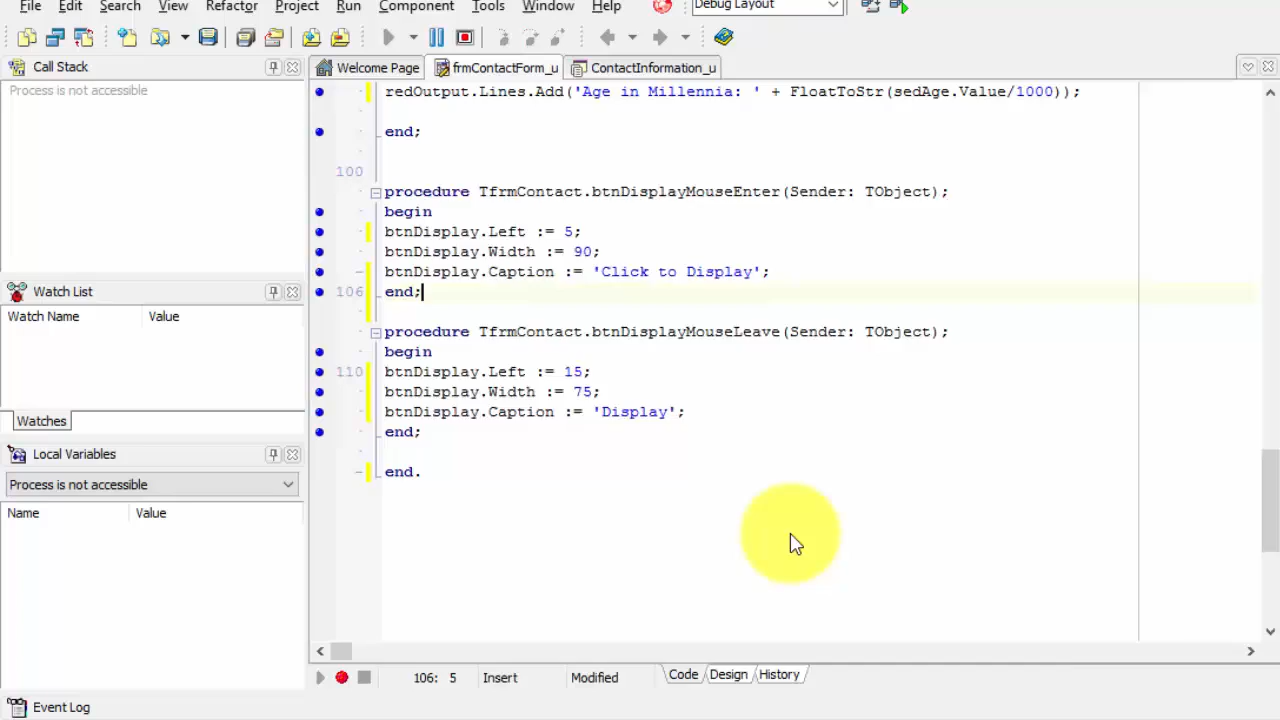 File Edit Search View Refactor Project Run Component Tools Window Help Debug Layout
Call Stack
Welcome Page frmContactForm_u ContactInformation_u
Process is not accessible
redOutput.Lines.Add('Age in Millennia: ' + FloatToStr(sedAge.Value/1000));
end;
100
procedure TfrmContact.btnDisplayMouseEnter(Sender: TObject);
begin
btnDisplay.Left := 5;
btnDisplay.Width := 90;
btnDisplay.Caption := 'Click to Display';
106 end;
Watch List
Watch Name Value
procedure TfrmContact.btnDisplayMouseLeave(Sender: TObject);
begin
110 btnDisplay.Left := 15;
btnDisplay.Width := 75;
btnDisplay.Caption := 'Display';
end;
Watches
Local Variables
end.
Process is not accessible
Name Value
106: 5 Insert Modified Code Design History
Event Log